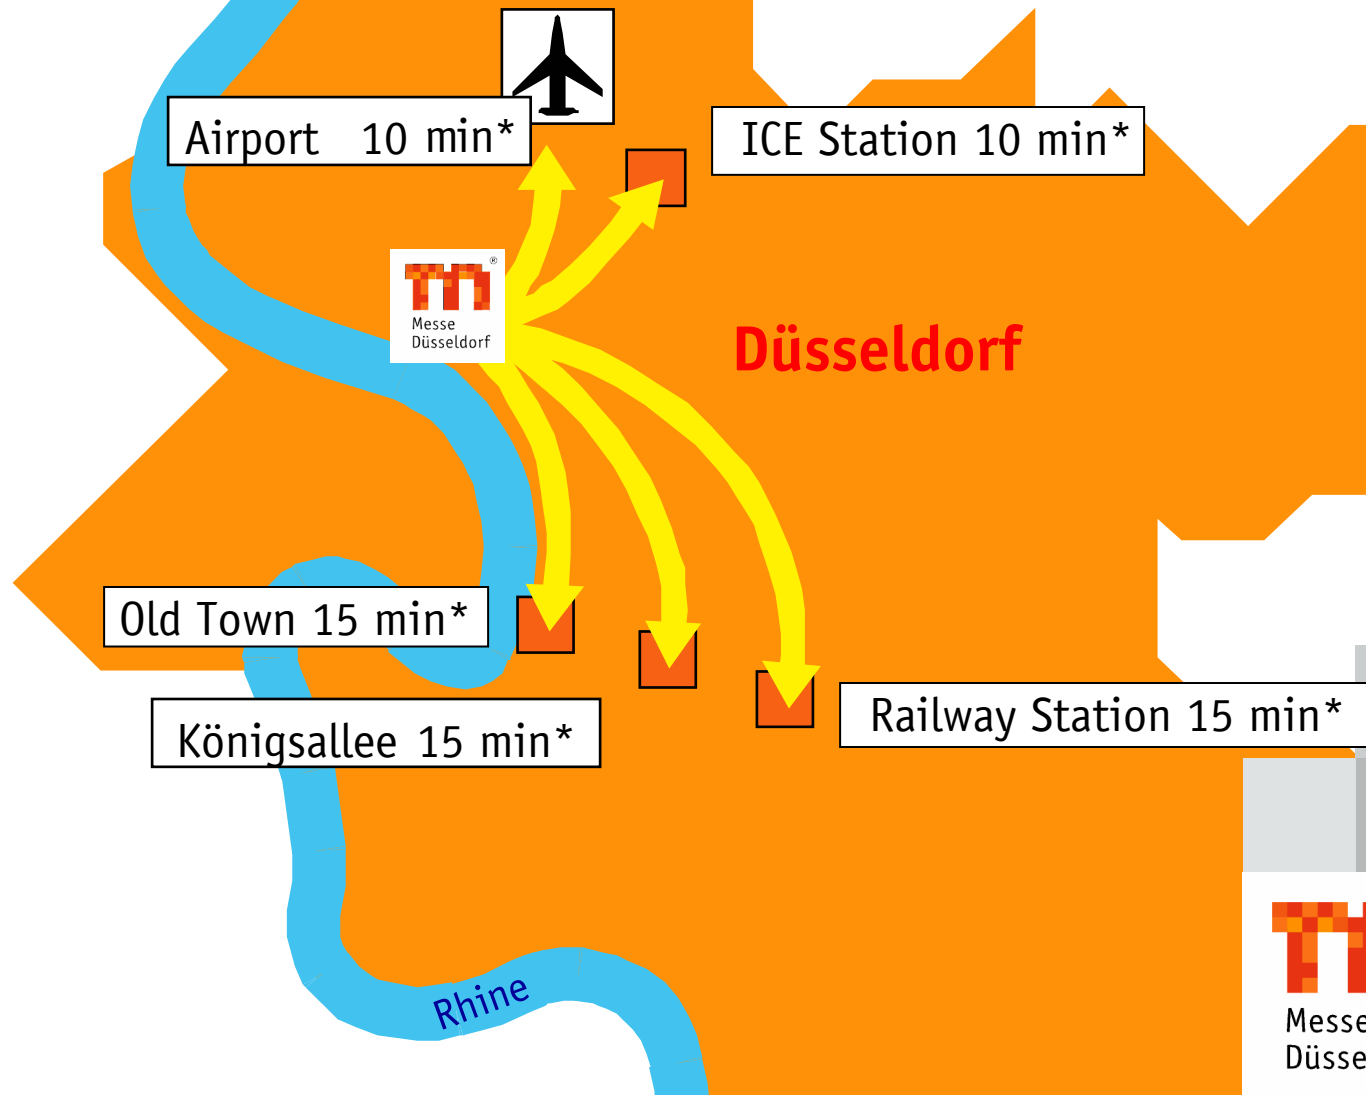 Airport 10 min*
ICE Station 10 min*
®
Messe
Düsseldorf
Düsseldorf
Old Town 15 min*
Königsallee 15 min*
Railway Station 15 min*
Rhine
Messe
Düsse